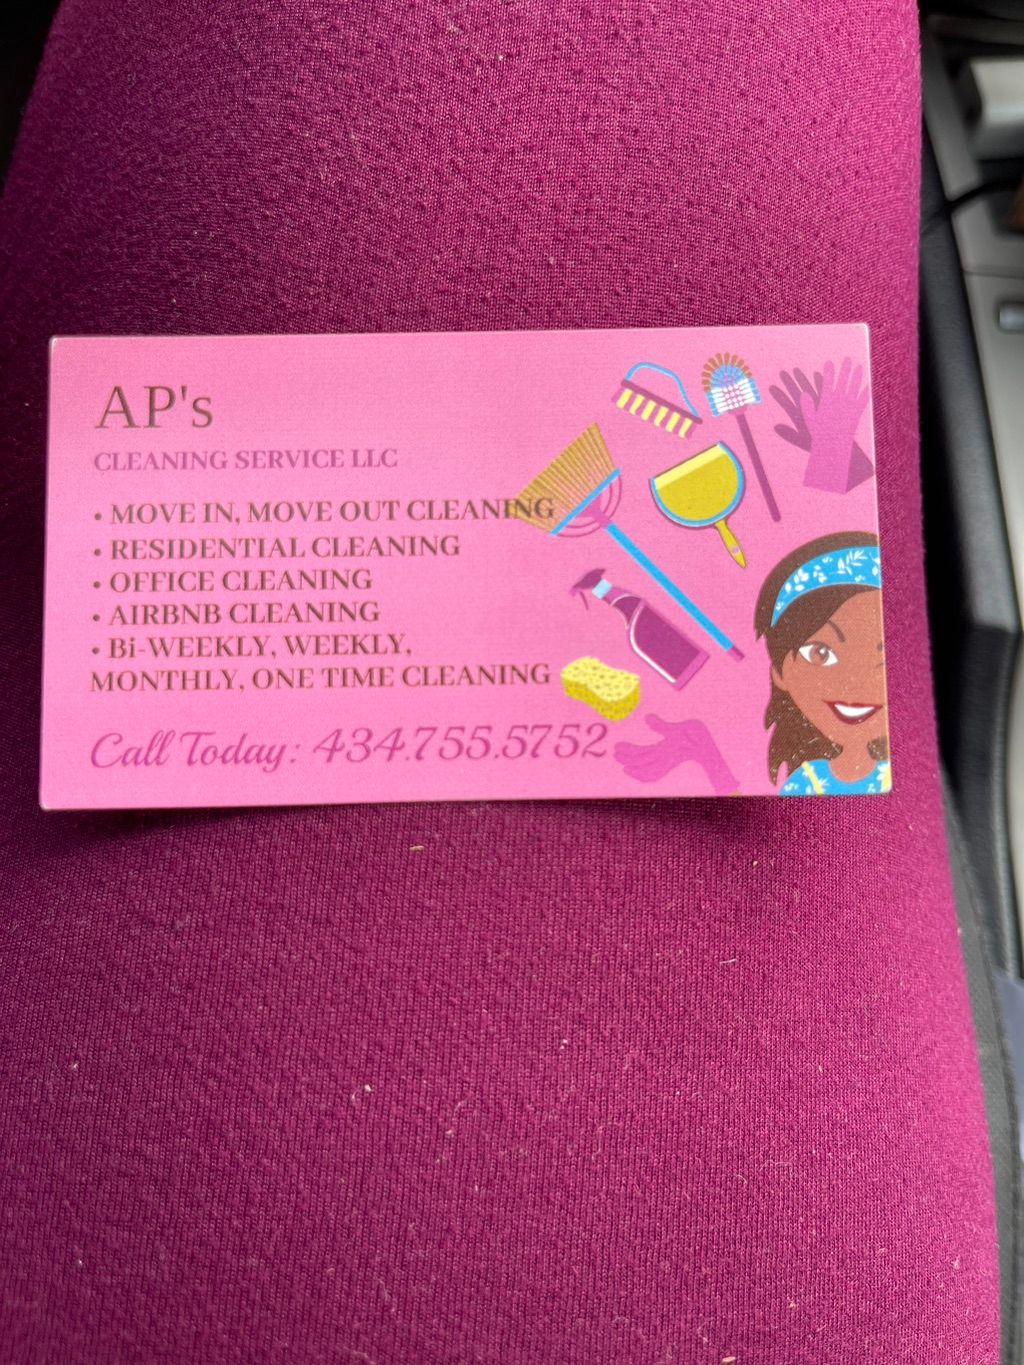 AP's
CLEANING SERVICE LLC
• MOVE IN, MOVE OUT CLEANING
• RESIDENTIAL CLEANING
• OFFICE CLEANING
• AIRBNB CLEANING
• Bi-WEEKLY, WEEKLY,
MONTHLY, ONE TIME CLEANING
Call Today: 434.755.5752